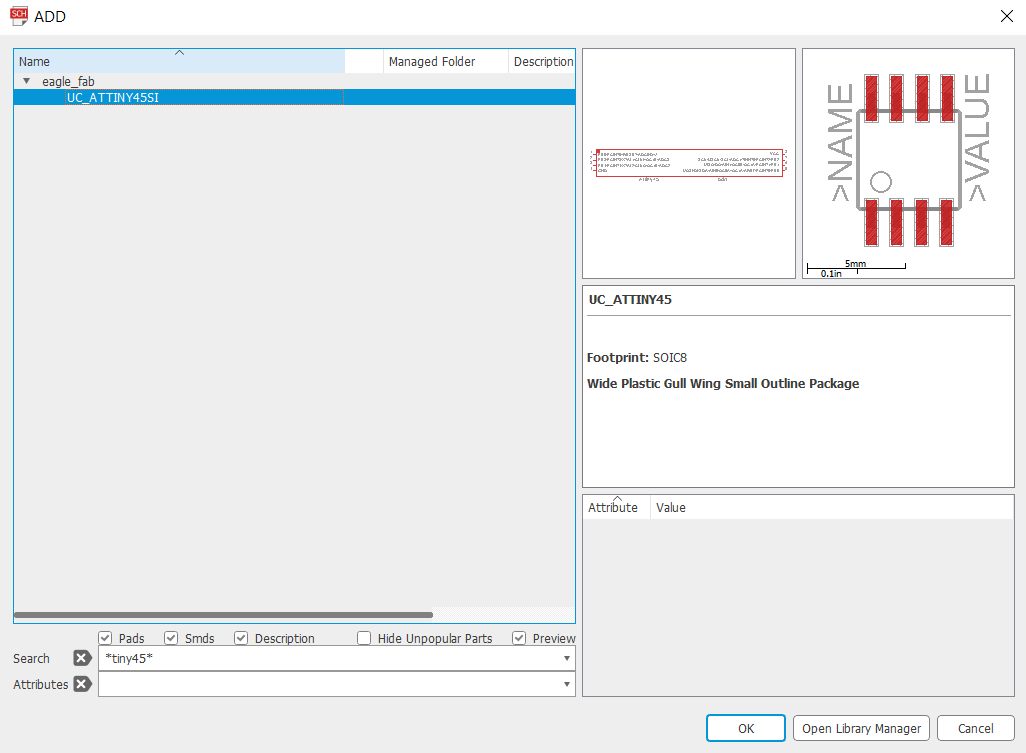 SCH ADD
Name Managed Folder Description
eagle_fab
UC_ATTINY45SI
>NAME
>VALUE
5mm
0.1in
UC_ATTINY45
Footprint: SOIC8
Wide Plastic Gull Wing Small Outline Package
Attribute Value
Pads Smds Description Hide Unpopular Parts Preview
Search *tiny45*
Attributes
OK Open Library Manager Cancel